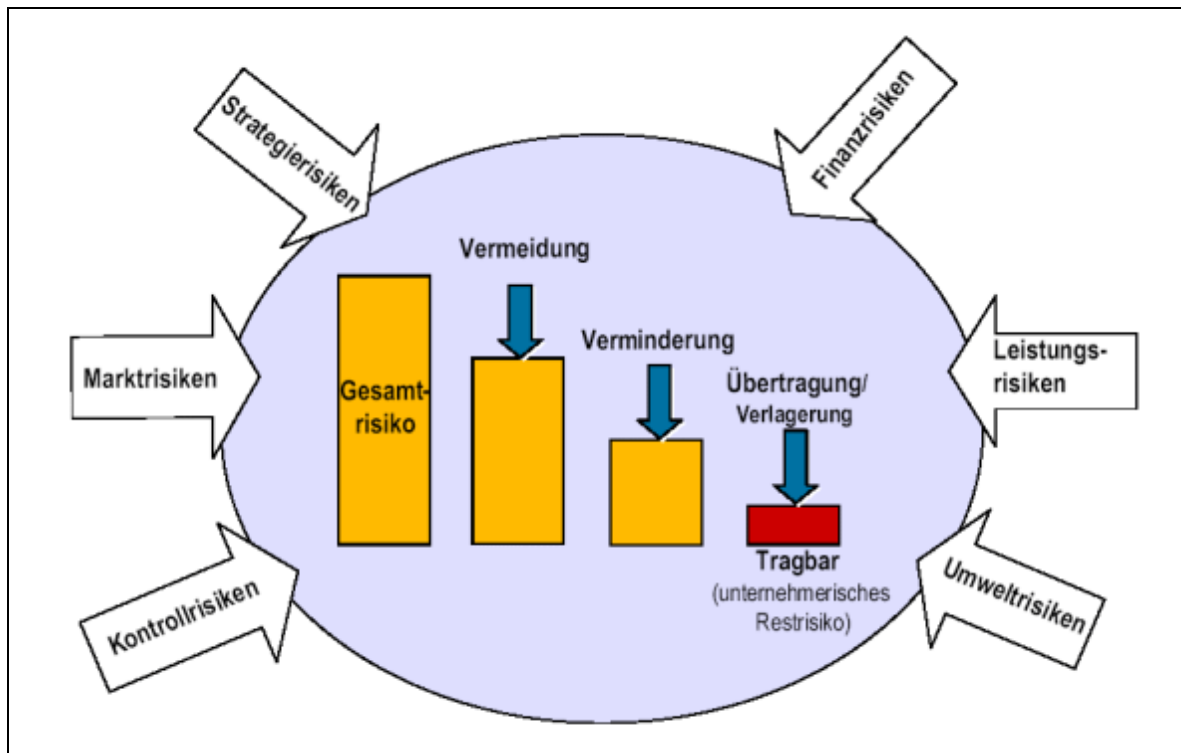 Strategierisiken
Finanzrisiken
Vermeidung
Verminderung
Übertragung/
Verlagerung
Marktrisiken
Gesamt-
risiko
Leistungs-
risiken
Tragbar
(unternehmerisches
Restrisiko)
Kontrollrisiken
Umweltrisiken